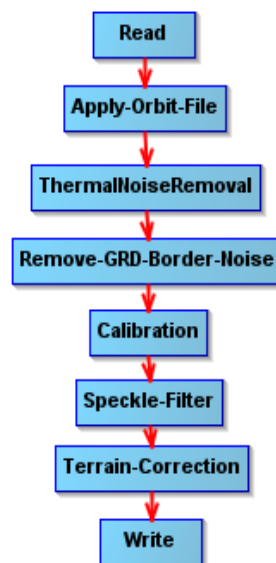 Read
Apply-Orbit-File
ThermalNoiseRemoval
Remove-GRD-Border-Noise
Calibration
Speckle-Filter
Terrain-Correction
Write